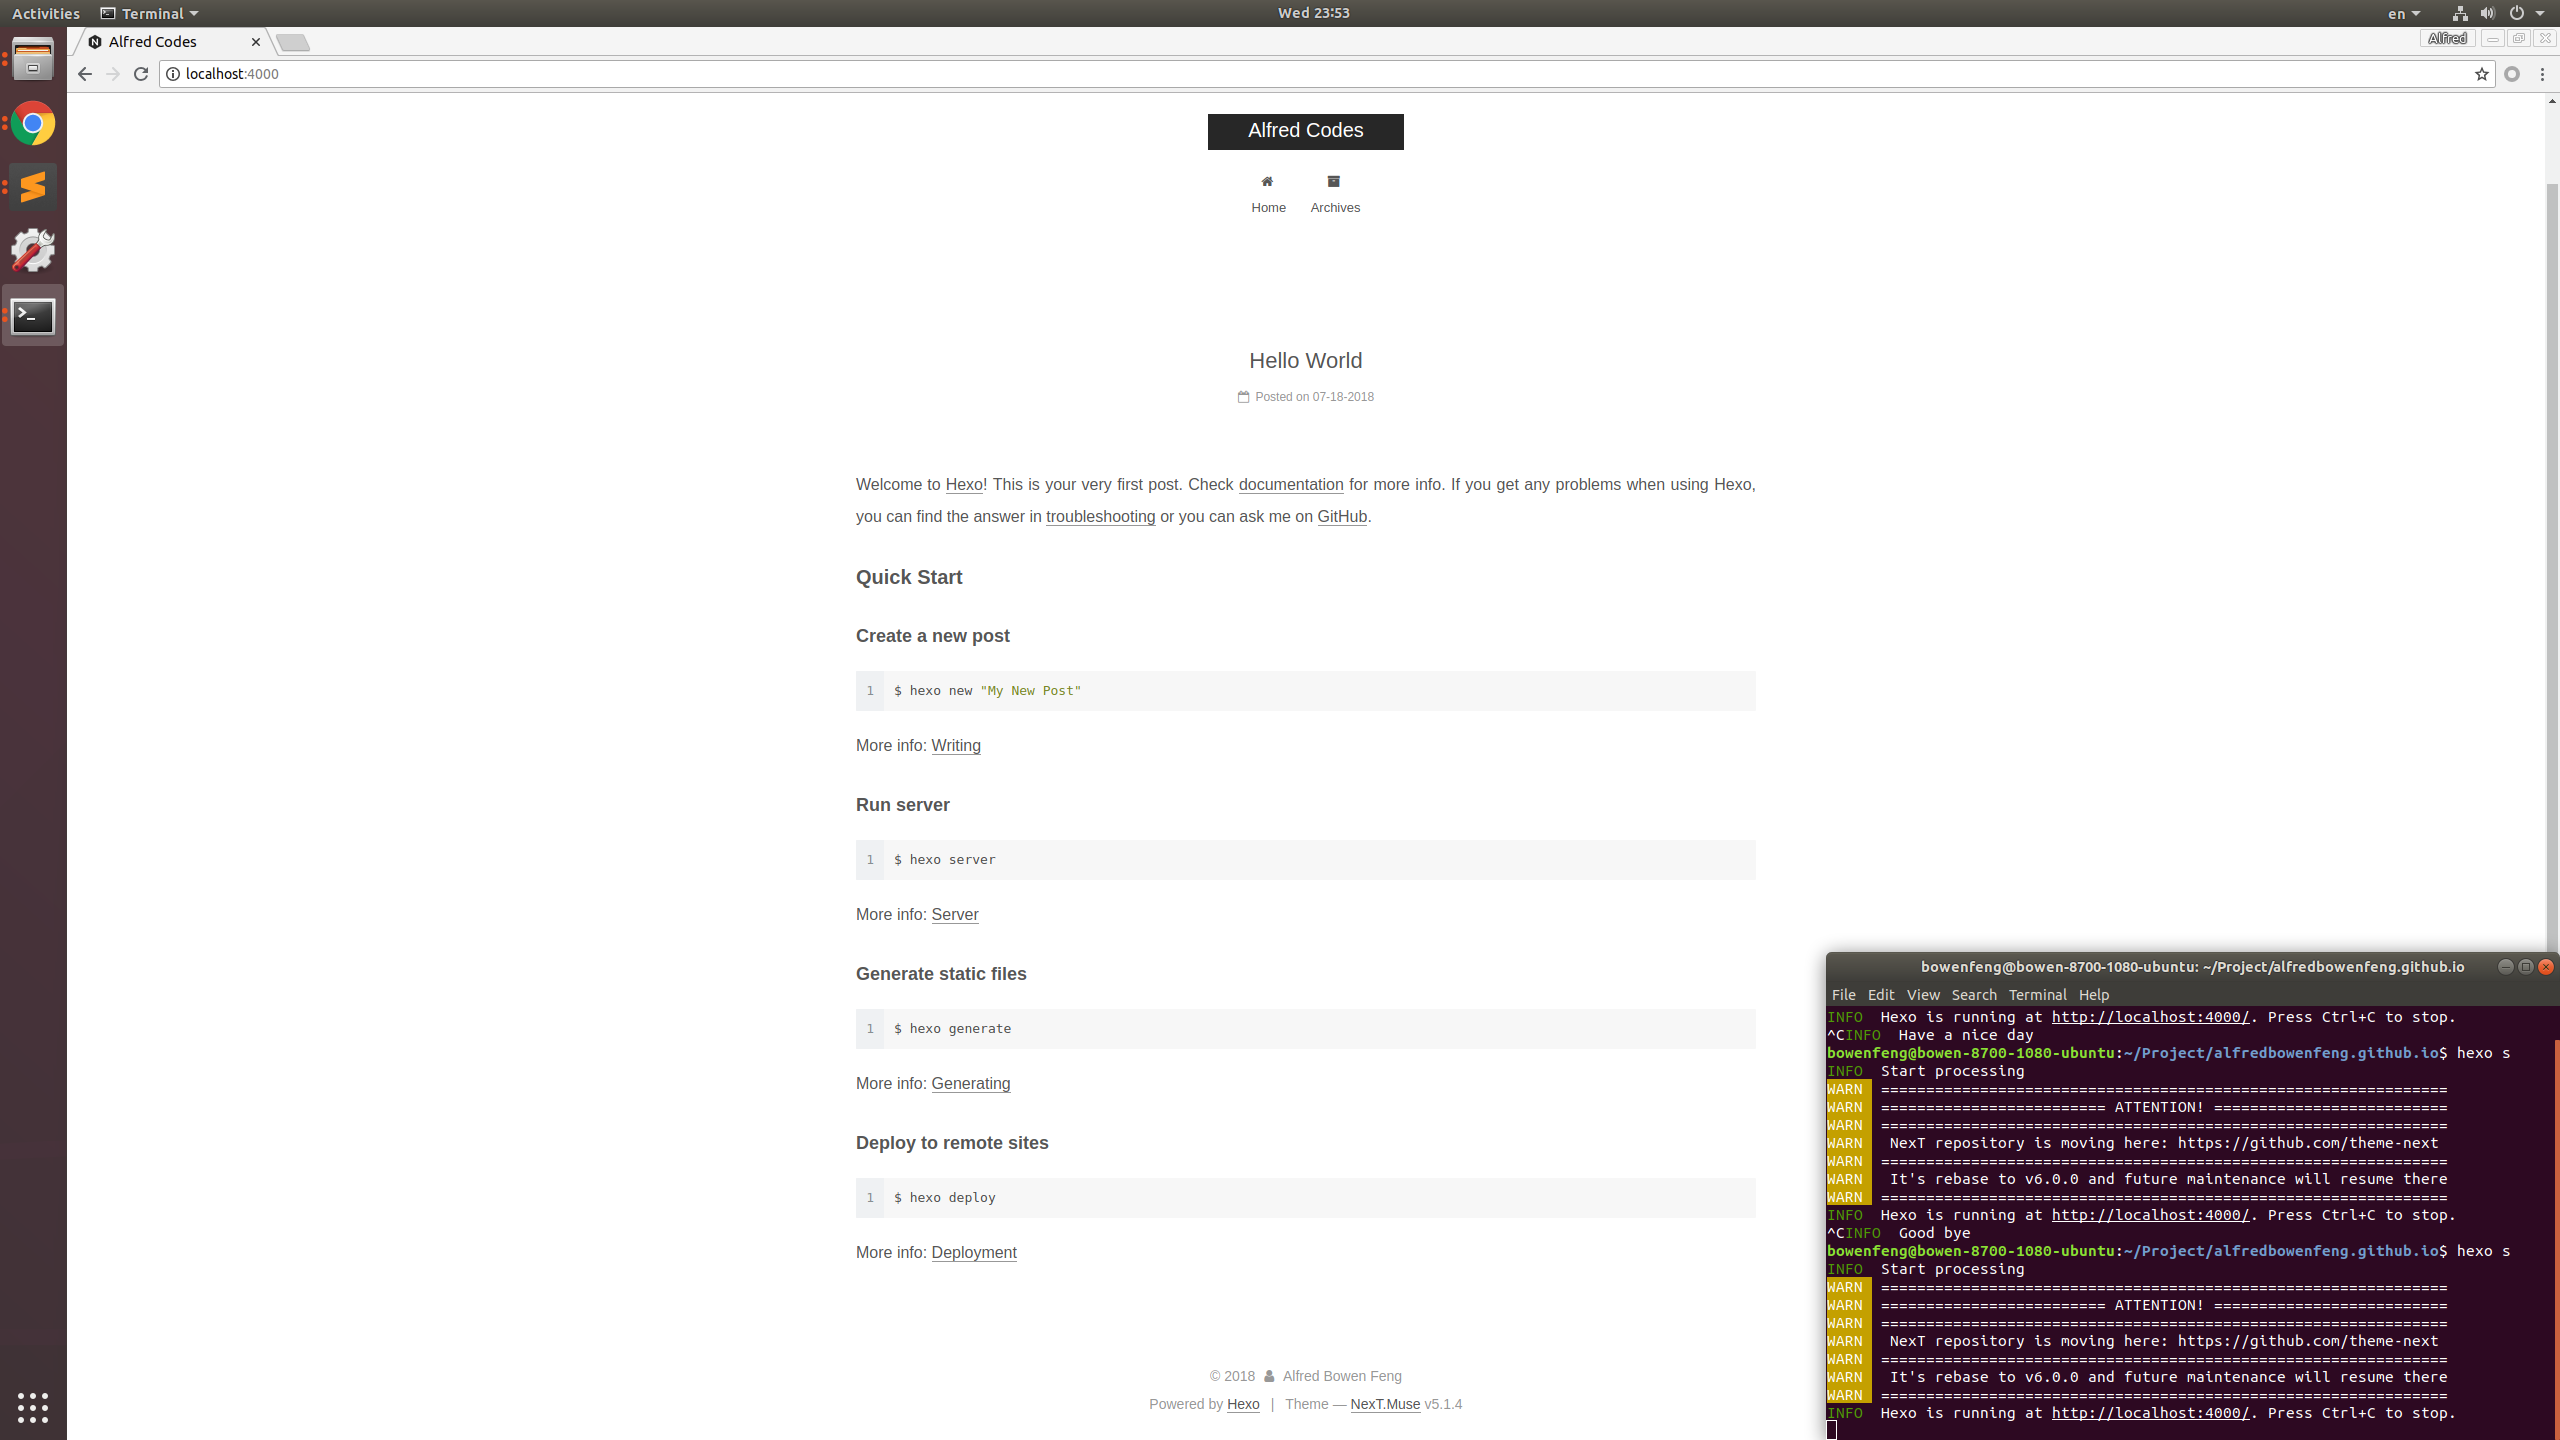 Activities Terminal Wed 23:53 en
Alfred Codes Alfred
localhost:4000
Alfred Codes
Home Archives
Hello World
Posted on 07-18-2018
Welcome to Hexo! This is your very first post. Check documentation for more info. If you get any problems when using Hexo,
you can find the answer in troubleshooting or you can ask me on GitHub.
Quick Start
Create a new post
1 $ hexo new "My New Post"
More info: Writing
Run server
1 $ hexo server
More info: Server
Generate static files
1 $ hexo generate
More info: Generating
Deploy to remote sites
1 $ hexo deploy
More info: Deployment
© 2018 Alfred Bowen Feng
Powered by Hexo | Theme — NexT.Muse v5.1.4
bowenfeng@bowen-8700-1080-ubuntu: ~/Project/alfredbowenfeng.github.io
File Edit View Search Terminal Help
INFO  Hexo is running at http://localhost:4000/. Press Ctrl+C to stop.
^CINFO  Have a nice day
bowenfeng@bowen-8700-1080-ubuntu:~/Project/alfredbowenfeng.github.io$ hexo s
INFO  Start processing
WARN  ===============================================================
WARN  ========================= ATTENTION! ==========================
WARN  ===============================================================
WARN   NexT repository is moving here: https://github.com/theme-next
WARN  ===============================================================
WARN   It's rebase to v6.0.0 and future maintenance will resume there
WARN  ===============================================================
INFO  Hexo is running at http://localhost:4000/. Press Ctrl+C to stop.
^CINFO  Good bye
bowenfeng@bowen-8700-1080-ubuntu:~/Project/alfredbowenfeng.github.io$ hexo s
INFO  Start processing
WARN  ===============================================================
WARN  ========================= ATTENTION! ==========================
WARN  ===============================================================
WARN   NexT repository is moving here: https://github.com/theme-next
WARN  ===============================================================
WARN   It's rebase to v6.0.0 and future maintenance will resume there
WARN  ===============================================================
INFO  Hexo is running at http://localhost:4000/. Press Ctrl+C to stop.